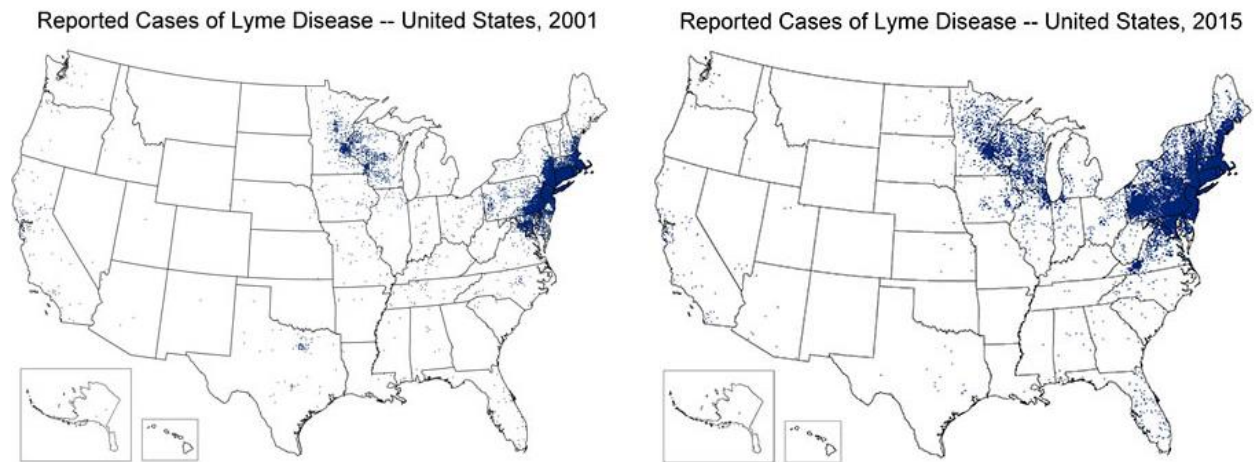 Reported Cases of Lyme Disease -- United States, 2001
Reported Cases of Lyme Disease -- United States, 2015